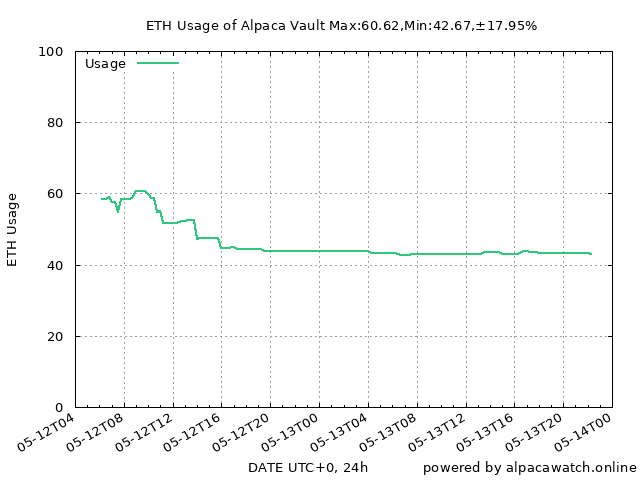 ETH Usage of Alpaca Vault Max:60.62,Min:42.67,±17.95%
Usage
100
80
60
40
20
0
ETH Usage
05-12T04
05-12T08
05-12T12
05-12T16
05-12T20
05-13T00
05-13T04
05-13T08
05-13T12
05-13T16
05-13T20
05-14T00
DATE UTC+0, 24h
powered by alpacawatch.online